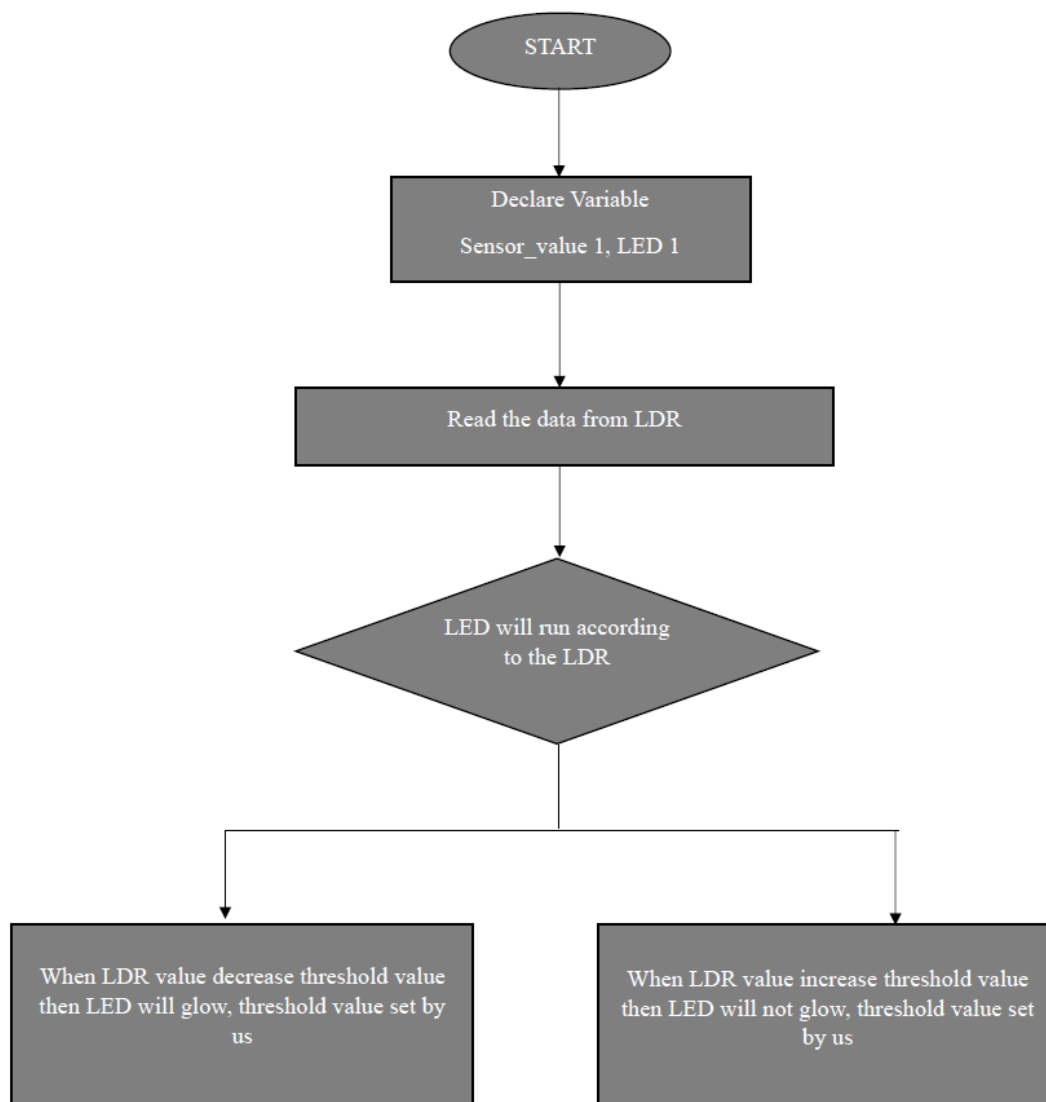 START
Declare Variable
Sensor_value 1, LED 1
Read the data from LDR
LED will run according
to the LDR
When LDR value decrease threshold value
then LED will glow, threshold value set by
us
When LDR value increase threshold value
then LED will not glow, threshold value set
by us